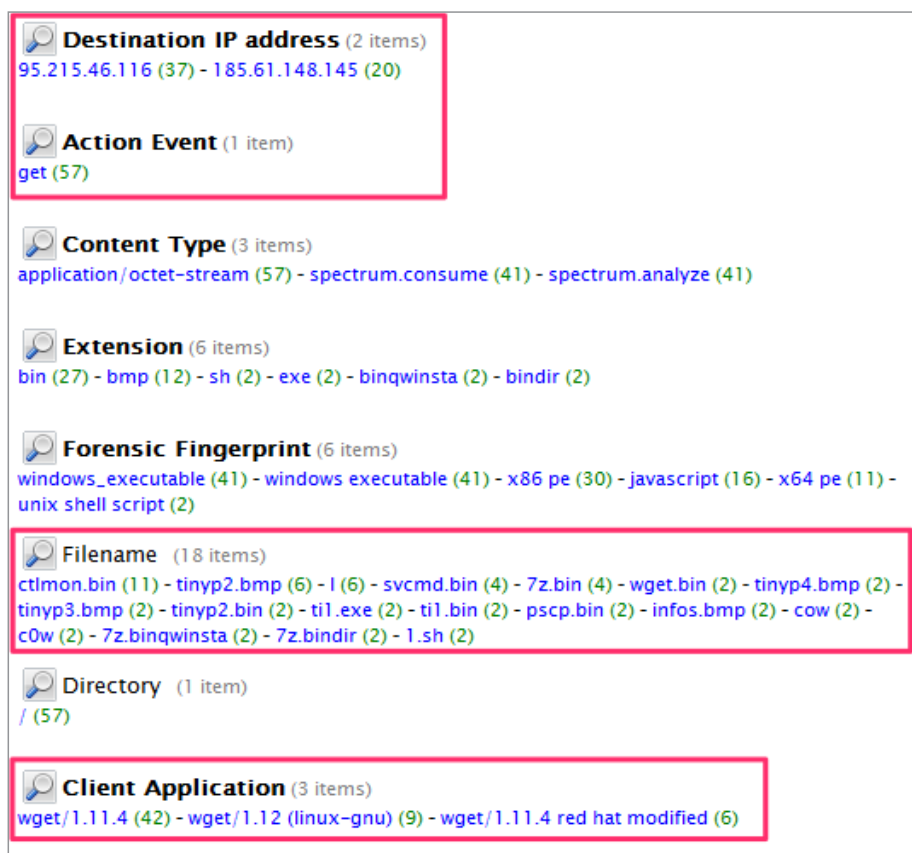 Destination IP address (2 items)
95.215.46.116 (37) - 185.61.148.145 (20)
Action Event (1 item)
get (57)
Content Type (3 items)
application/octet-stream (57) - spectrum.consume (41) - spectrum.analyze (41)
Extension (6 items)
bin (27) - bmp (12) - sh (2) - exe (2) - binqwinsta (2) - bindir (2)
Forensic Fingerprint (6 items)
windows_executable (41) - windows executable (41) - x86 pe (30) - javascript (16) - x64 pe (11) -
unix shell script (2)
Filename (18 items)
ctlmon.bin (11) - tinyp2.bmp (6) - l (6) - svcmd.bin (4) - 7z.bin (4) - wget.bin (2) - tinyp4.bmp (2) -
tinyp3.bmp (2) - tinyp2.bin (2) - ti1.exe (2) - ti1.bin (2) - pscp.bin (2) - infos.bmp (2) - cow (2) -
c0w (2) - 7z.binqwinsta (2) - 7z.bindir (2) - 1.sh (2)
Directory (1 item)
/ (57)
Client Application (3 items)
wget/1.11.4 (42) - wget/1.12 (linux-gnu) (9) - wget/1.11.4 red hat modified (6)